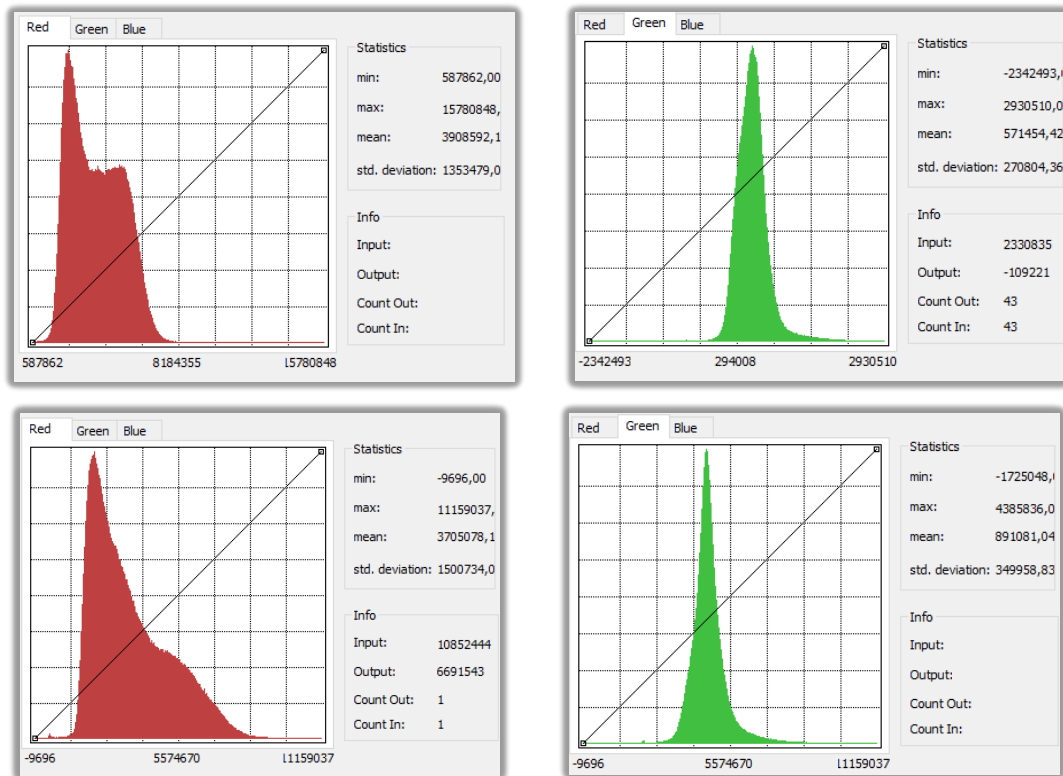 Red Green Blue
Statistics
min: 587862,00
max: 15780848,
mean: 3908592,1
std. deviation: 1353479,0
Info
Input:
Output:
Count Out:
Count In:
587862 8184355 15780848
Red Green Blue
Statistics
min: -2342493,
max: 2930510,0
mean: 571454,42
std. deviation: 270804,36
Info
Input: 2330835
Output: -109221
Count Out: 43
Count In: 43
-2342493 294008 2930510
Red Green Blue
Statistics
min: -9696,00
max: 11159037,
mean: 3705078,1
std. deviation: 1500734,0
Info
Input: 10852444
Output: 6691543
Count Out: 1
Count In: 1
-9696 5574670 11159037
Red Green Blue
Statistics
min: -1725048,
max: 4385836,0
mean: 891081,04
std. deviation: 349958,83
Info
Input:
Output:
Count Out:
Count In:
-9696 5574670 11159037